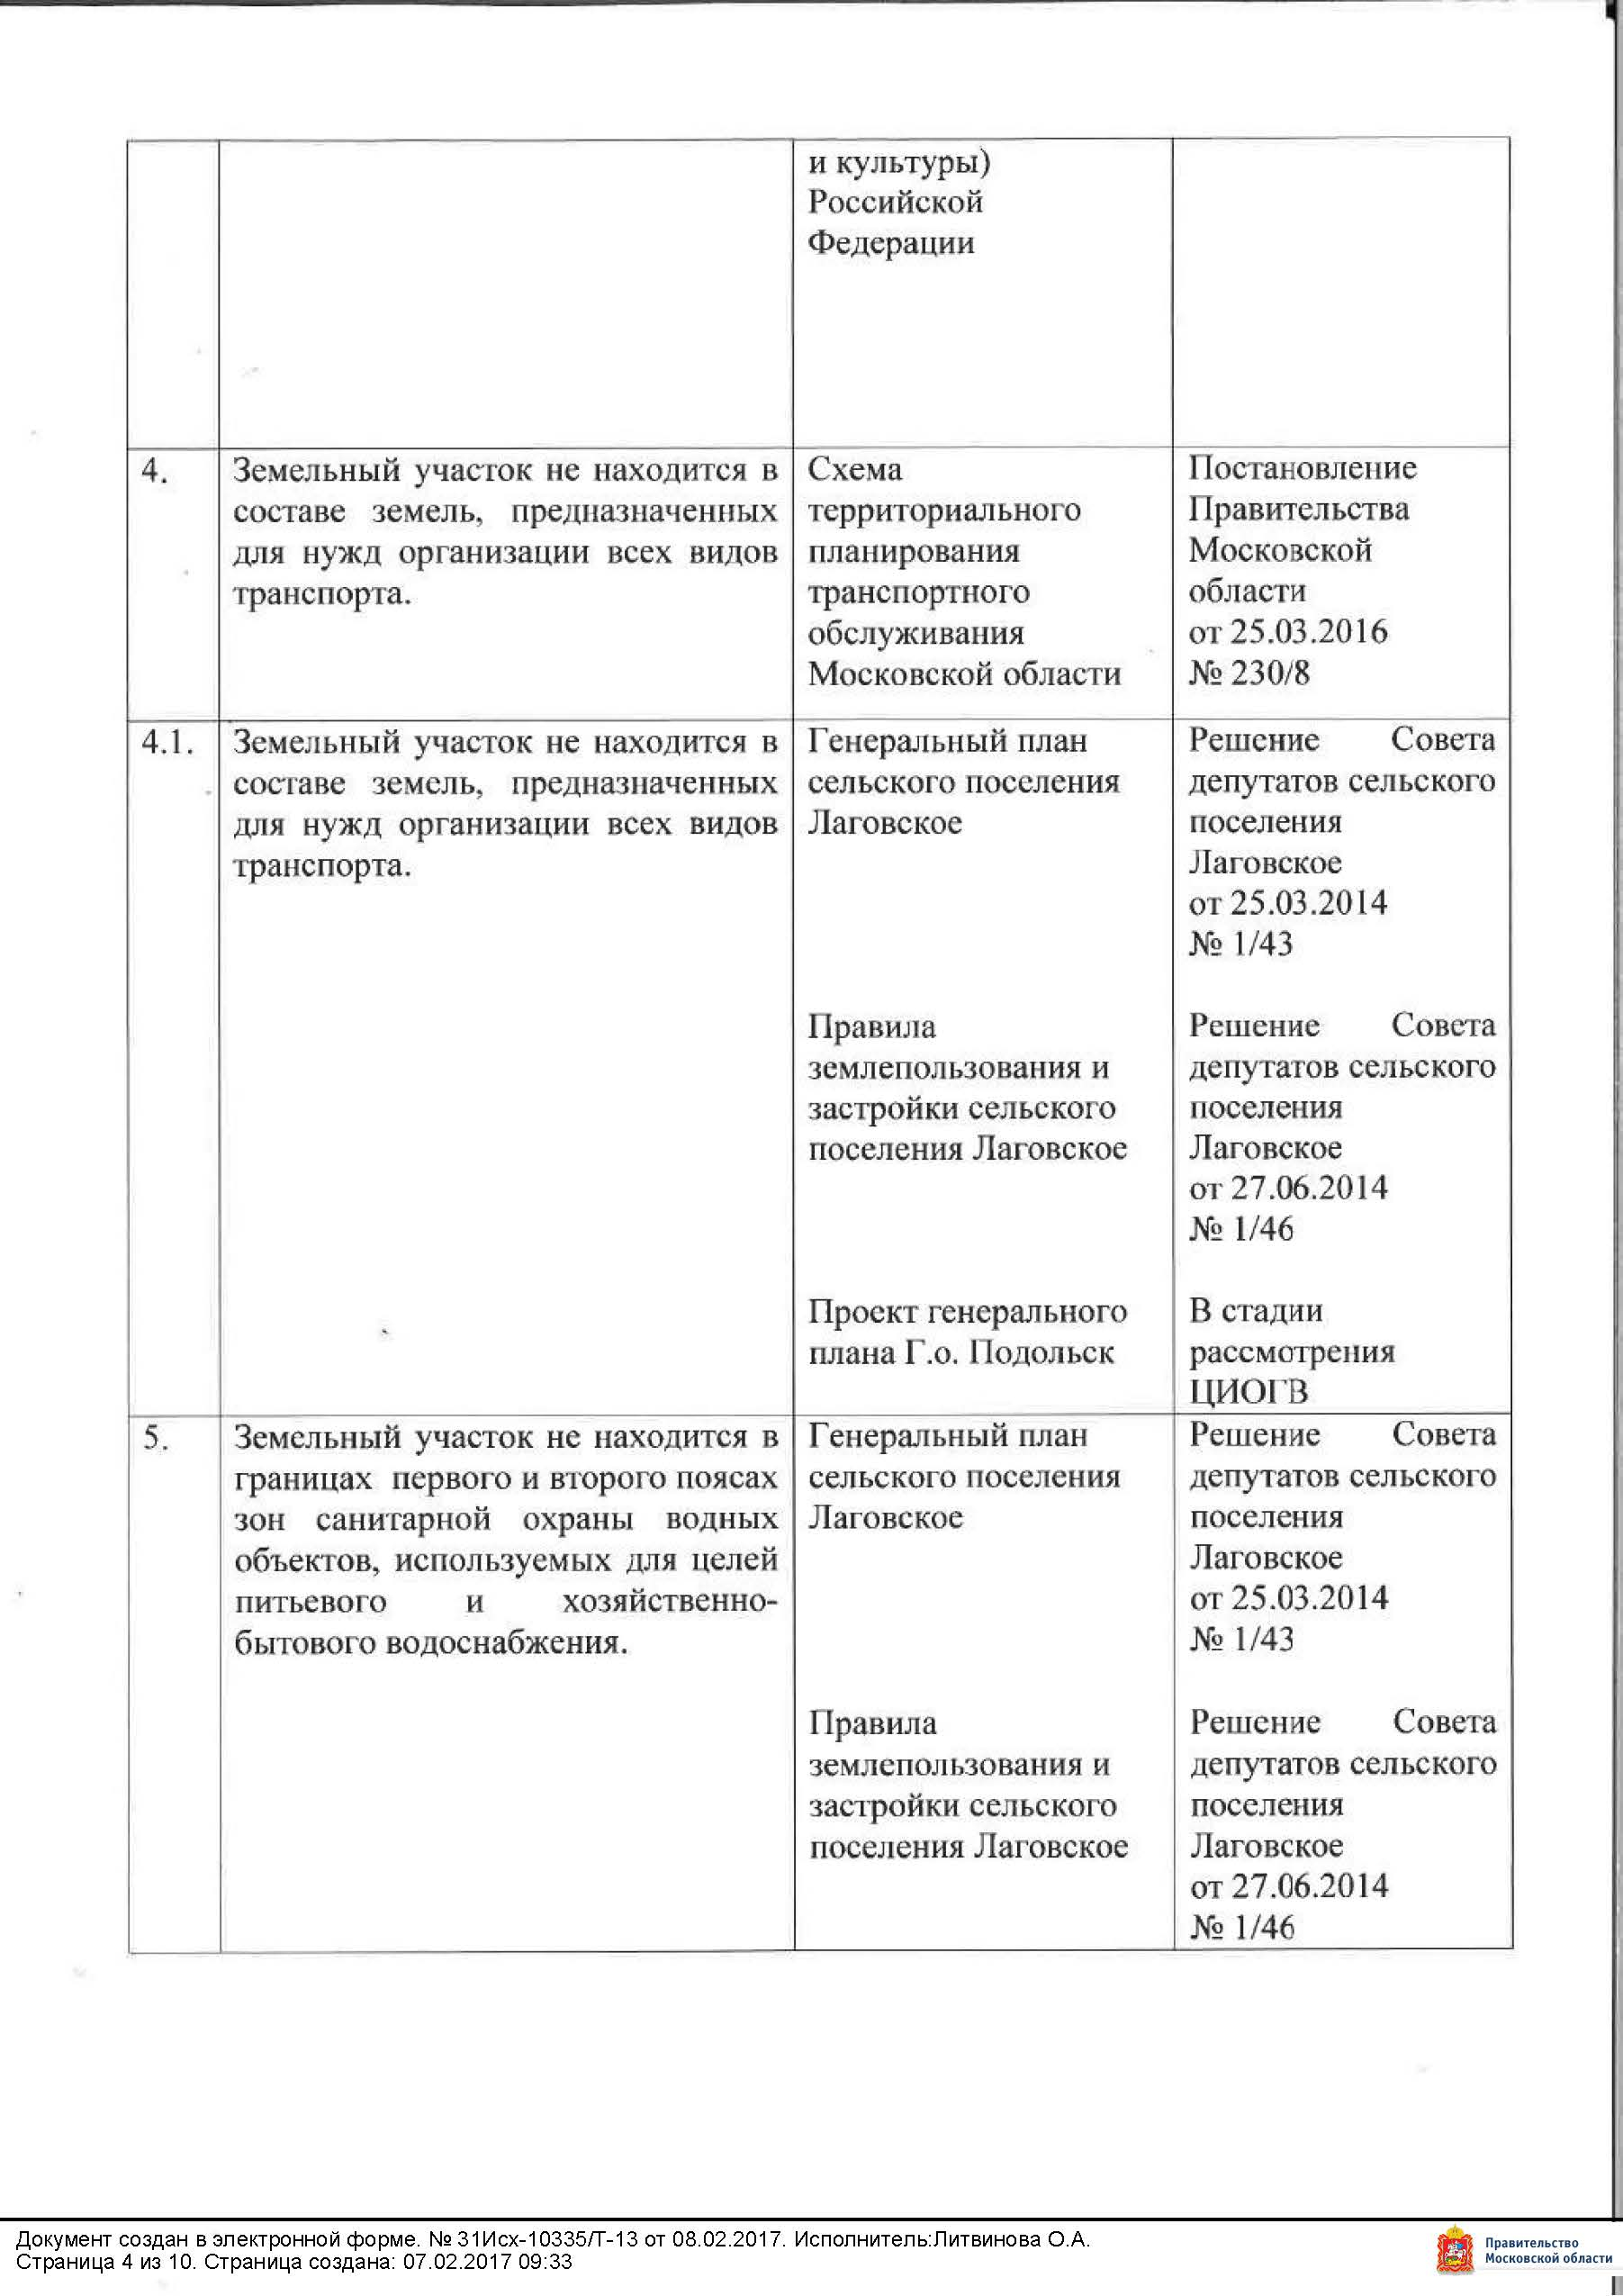 и культуры)
Российской
Федерации
4.
Земельный участок не находится в
составе земель, предназначенных
для нужд организации всех видов
транспорта.
Схема
территориального
планирования
транспортного
обслуживания
Московской области
Постановление
Правительства
Московской
области
от 25.03.2016
№ 230/8
4.1.
Земельный участок не находится в
составе земель, предназначенных
для нужд организации всех видов
транспорта.
Генеральный план
сельского поселения
Лаговское
Решение Совета
депутатов сельского
поселения
Лаговское
от 25.03.2014
№ 1/43
Правила
землепользования и
застройки сельского
поселения Лаговское
Решение Совета
депутатов сельского
поселения
Лаговское
от 27.06.2014
№ 1/46
Проект генерального
плана Г.о. Подольск
В стадии
рассмотрения
ЦИОГВ
5.
Земельный участок не находится в
границах первого и второго поясах
зон санитарной охраны водных
объектов, используемых для целей
питьевого и хозяйственно-
бытового водоснабжения.
Генеральный план
сельского поселения
Лаговское
Решение Совета
депутатов сельского
поселения
Лаговское
от 25.03.2014
№ 1/43
Правила
землепользования и
застройки сельского
поселения Лаговское
Решение Совета
депутатов сельского
поселения
Лаговское
от 27.06.2014
№ 1/46
Документ создан в электронной форме. № 31Исх-10335/Т-13 от 08.02.2017. Исполнитель:Литвинова О.А.
Страница 4 из 10. Страница создана: 07.02.2017 09:33
Правительство
Московской области